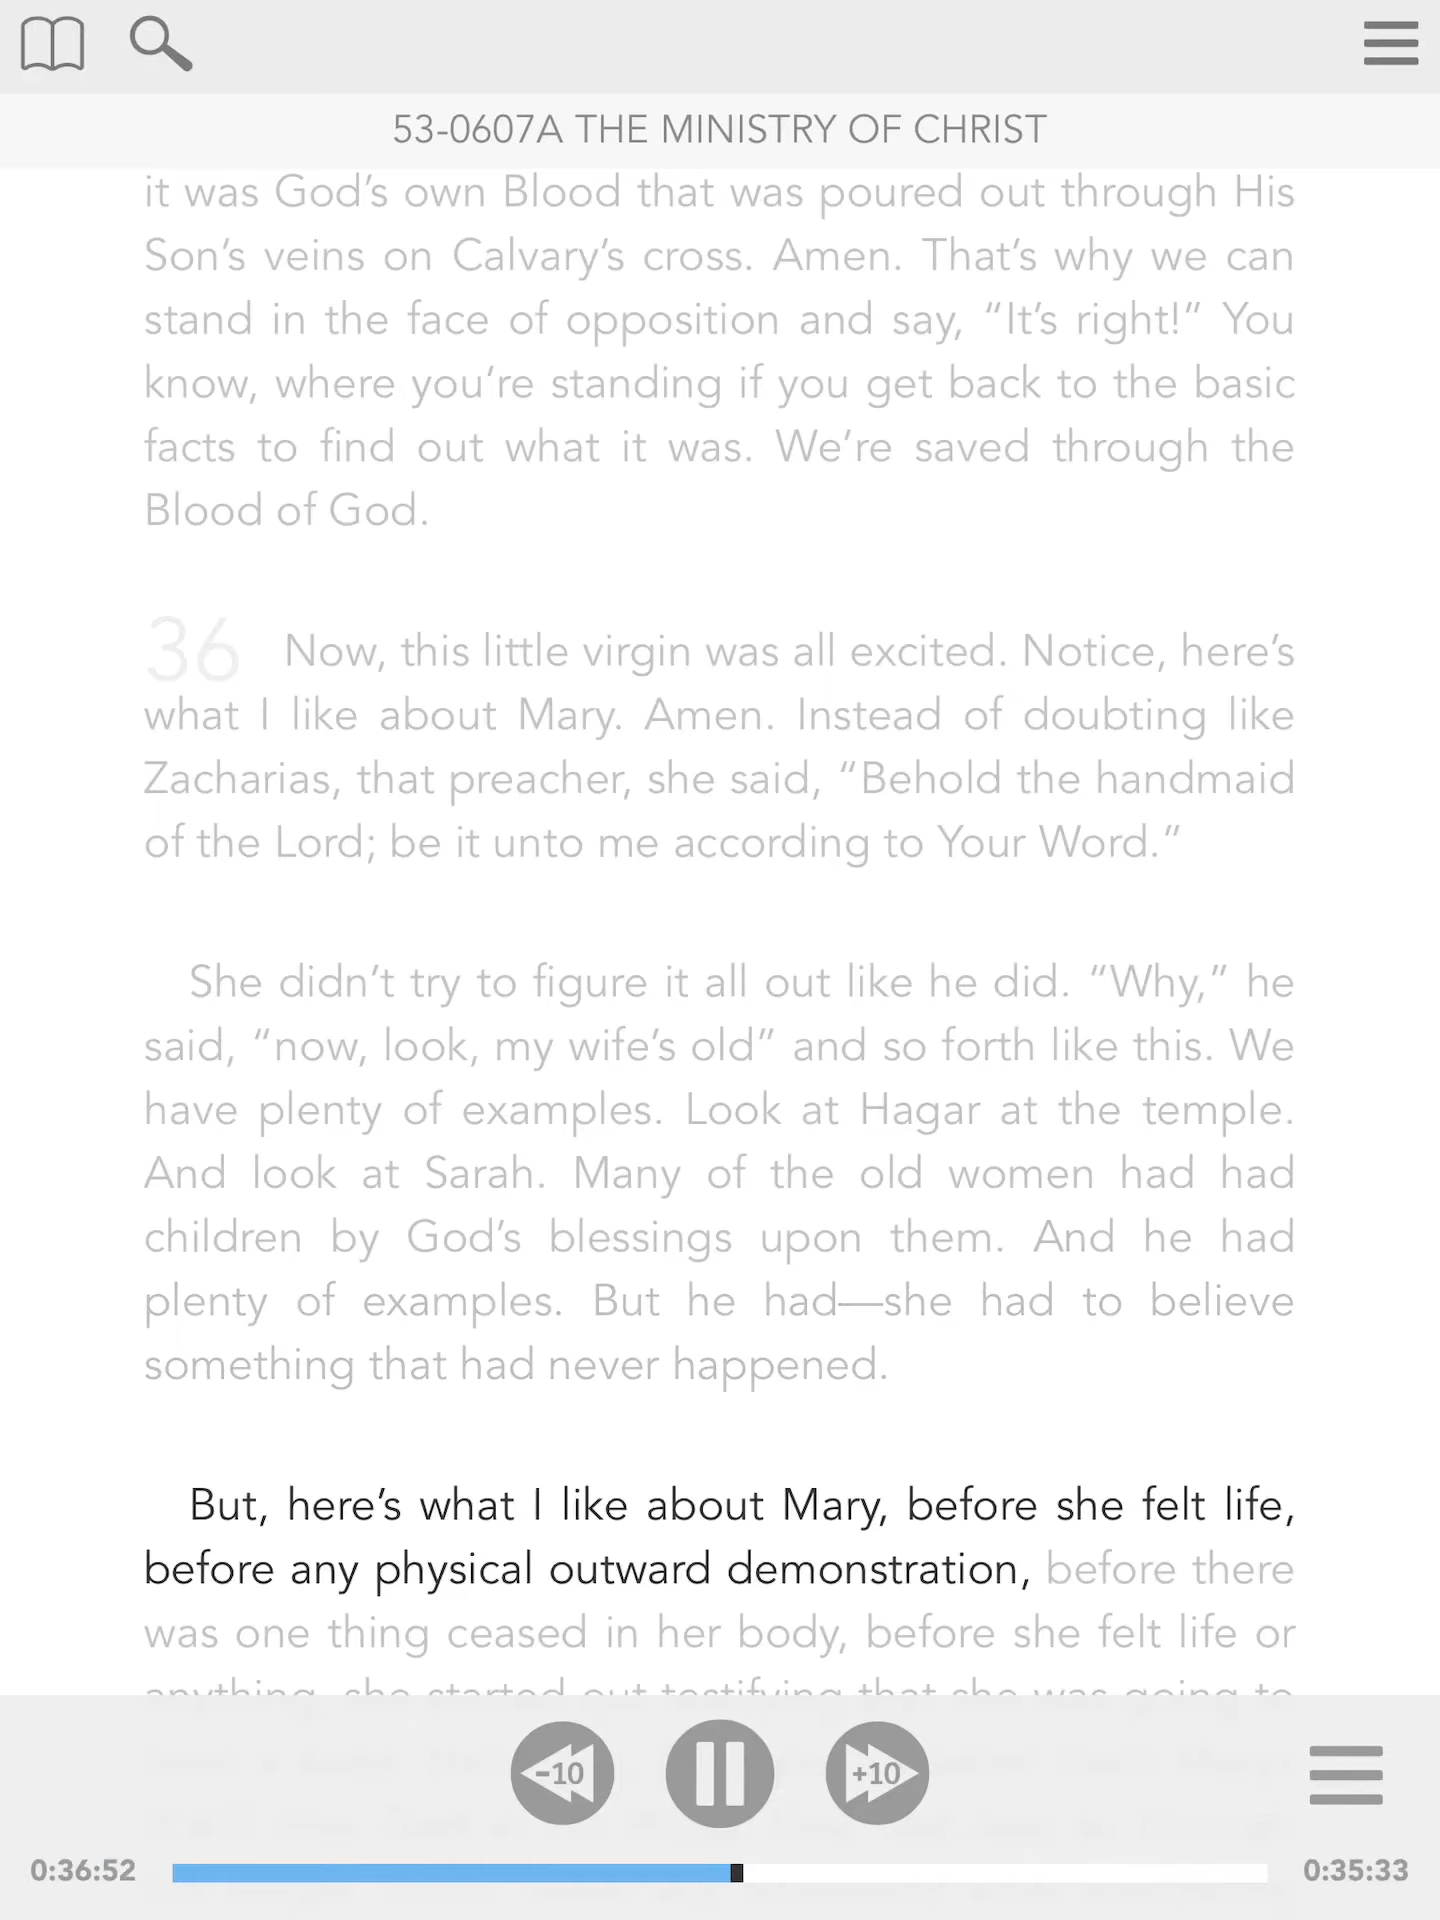 53-0607A THE MINISTRY OF CHRIST
it was God’s own Blood that was poured out through His
Son’s veins on Calvary’s cross. Amen. That’s why we can
stand in the face of opposition and say, “It’s right!” You
know, where you’re standing if you get back to the basic
facts to find out what it was. We’re saved through the
Blood of God.
36 Now, this little virgin was all excited. Notice, here’s
what I like about Mary. Amen. Instead of doubting like
Zacharias, that preacher, she said, “Behold the handmaid
of the Lord; be it unto me according to Your Word.”
She didn’t try to figure it all out like he did. “Why,” he
said, “now, look, my wife’s old” and so forth like this. We
have plenty of examples. Look at Hagar at the temple.
And look at Sarah. Many of the old women had had
children by God’s blessings upon them. And he had
plenty of examples. But he had—she had to believe
something that had never happened.
But, here’s what I like about Mary, before she felt life,
before any physical outward demonstration, before there
was one thing ceased in her body, before she felt life or
anything, she started out testifying that she was going to
-10 +10
0:36:52 0:35:33